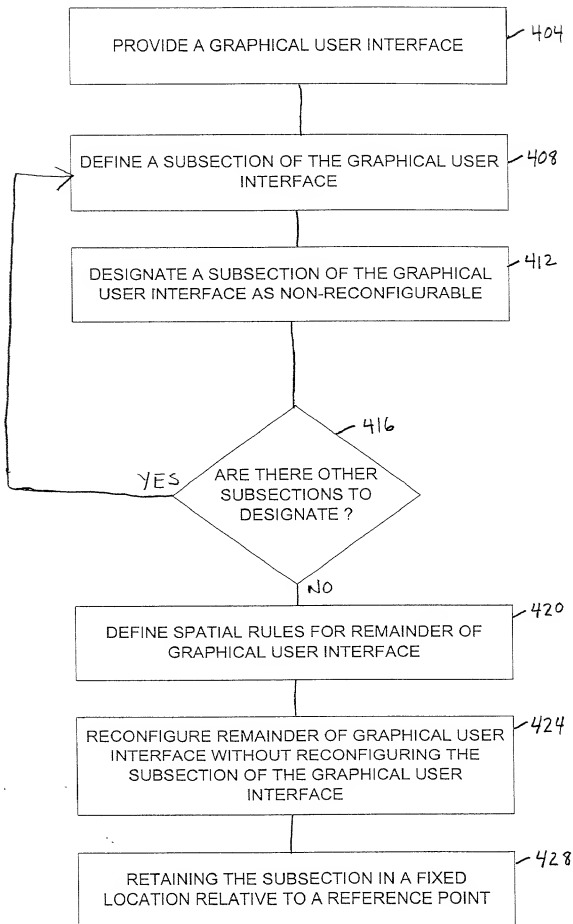 PROVIDE A GRAPHICAL USER INTERFACE
404
DEFINE A SUBSECTION OF THE GRAPHICAL USER
INTERFACE
408
DESIGNATE A SUBSECTION OF THE GRAPHICAL
USER INTERFACE AS NON-RECONFIGURABLE
412
416
YES
ARE THERE OTHER
SUBSECTIONS TO
DESIGNATE ?
NO
DEFINE SPATIAL RULES FOR REMAINDER OF
GRAPHICAL USER INTERFACE
420
RECONFIGURE REMAINDER OF GRAPHICAL USER
INTERFACE WITHOUT RECONFIGURING THE
SUBSECTION OF THE GRAPHICAL USER
INTERFACE
424
RETAINING THE SUBSECTION IN A FIXED
LOCATION RELATIVE TO A REFERENCE POINT
428